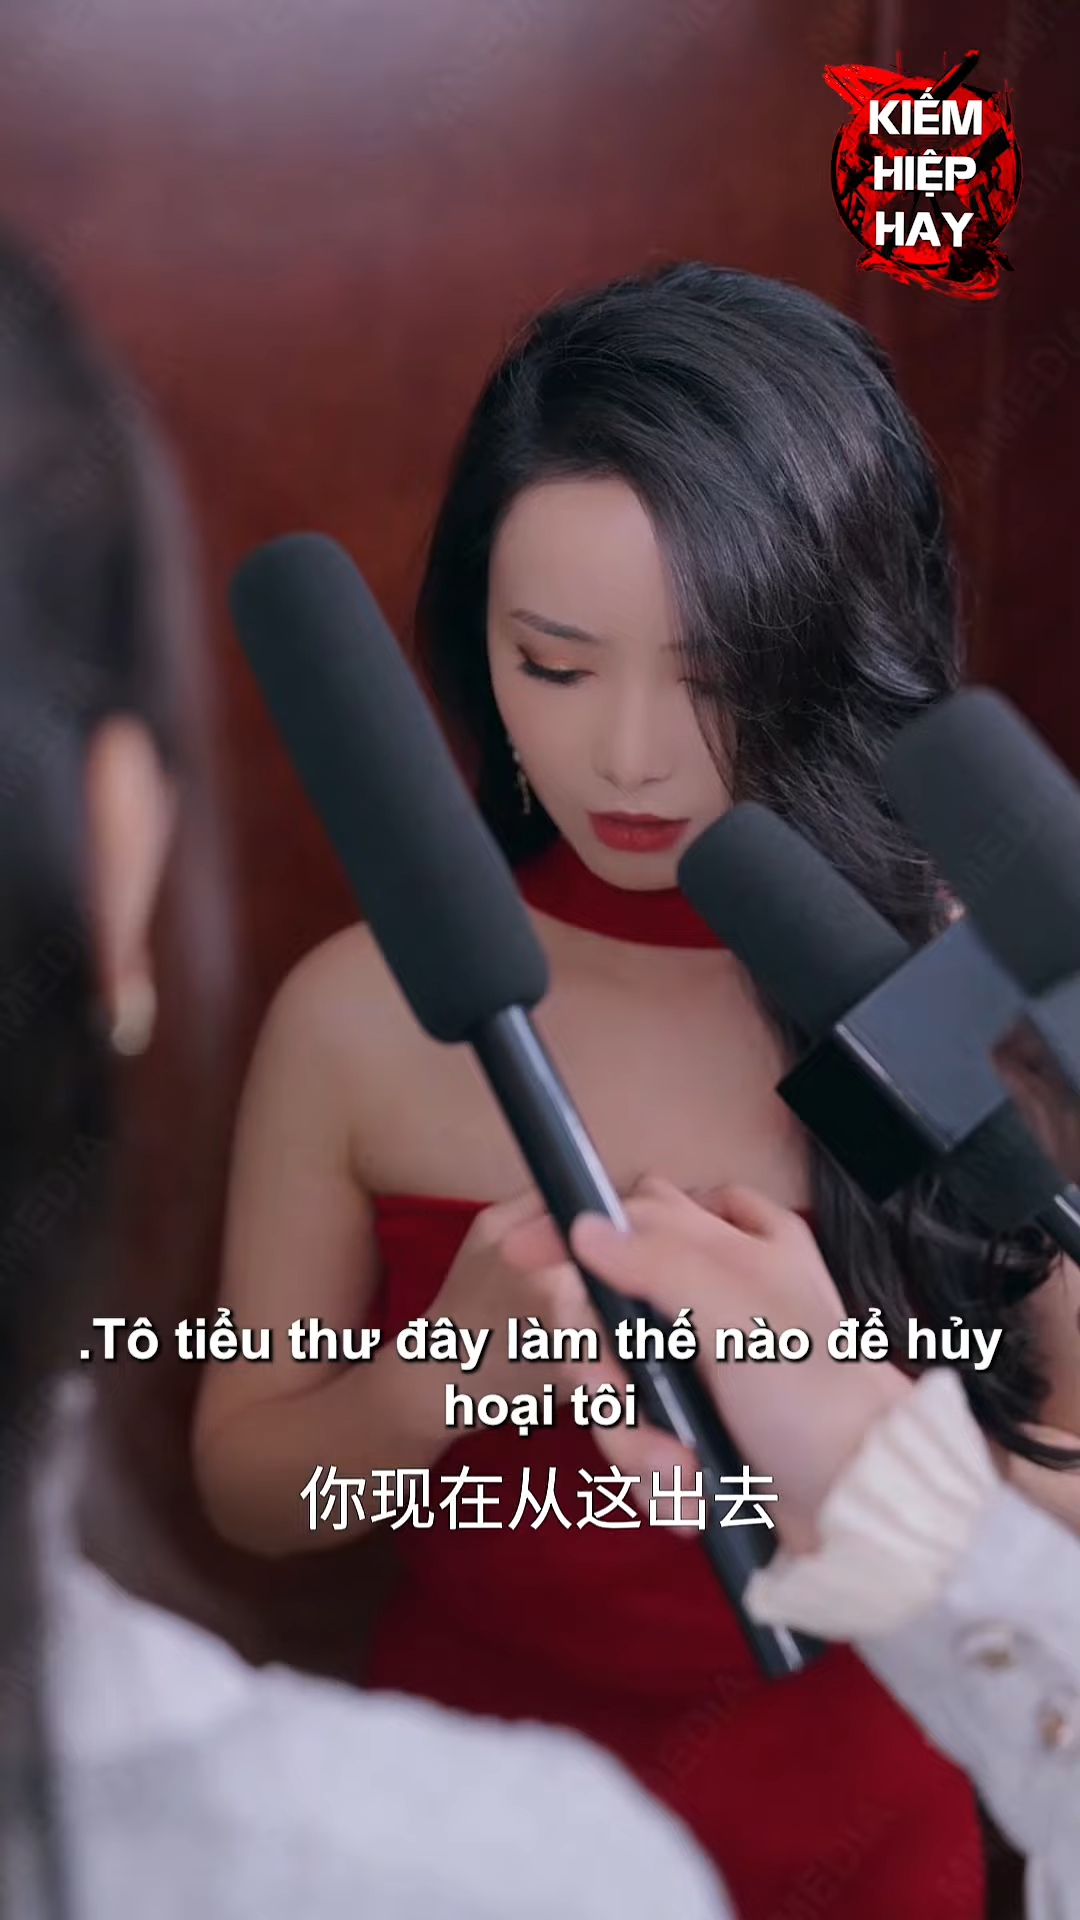 KIẾM
HIỆP
HAY
.Tô tiểu thư đây làm thế nào để hủy
hoại tôi
你现在从这出去